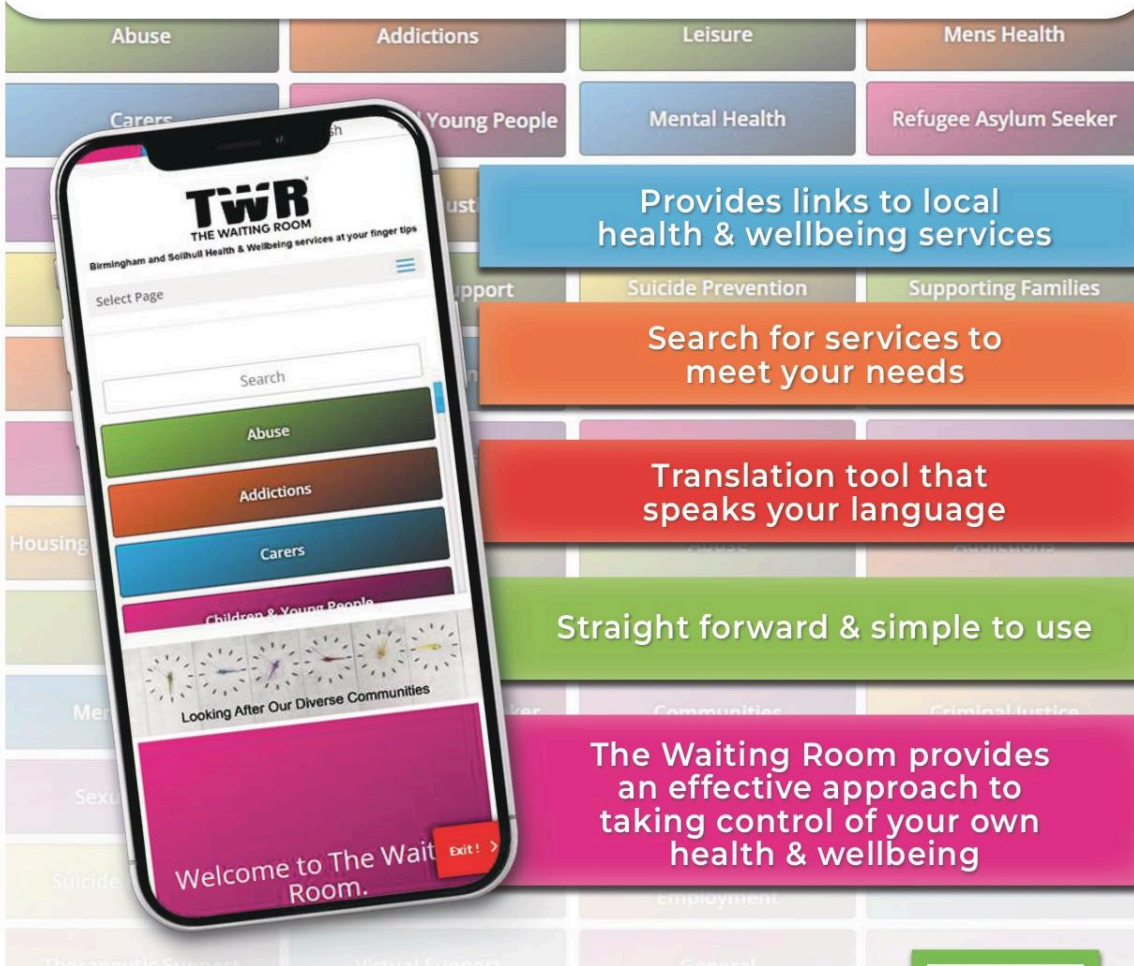 Abuse
Addictions
Leisure
Mens Health
Carers
Young People
Mental Health
Refugee Asylum Seeker
TWR
THE WAITING ROOM
Birmingham and Solihull Health & Wellbeing services at your finger tips
Select Page
Search
Abuse
Addictions
Carers
Children & Young People
Looking After Our Diverse Communities
Welcome to The Wait
Room.
Exit !
Provides links to local
health & wellbeing services
Suicide Prevention
Supporting Families
Search for services to
meet your needs
Translation tool that
speaks your language
Housing
Abuse
Addictions
Straight forward & simple to use
Communities
Criminal Justice
The Waiting Room provides
an effective approach to
taking control of your own
health & wellbeing
Suicide
Employment
Therapeutic Support
Virtual Support
General